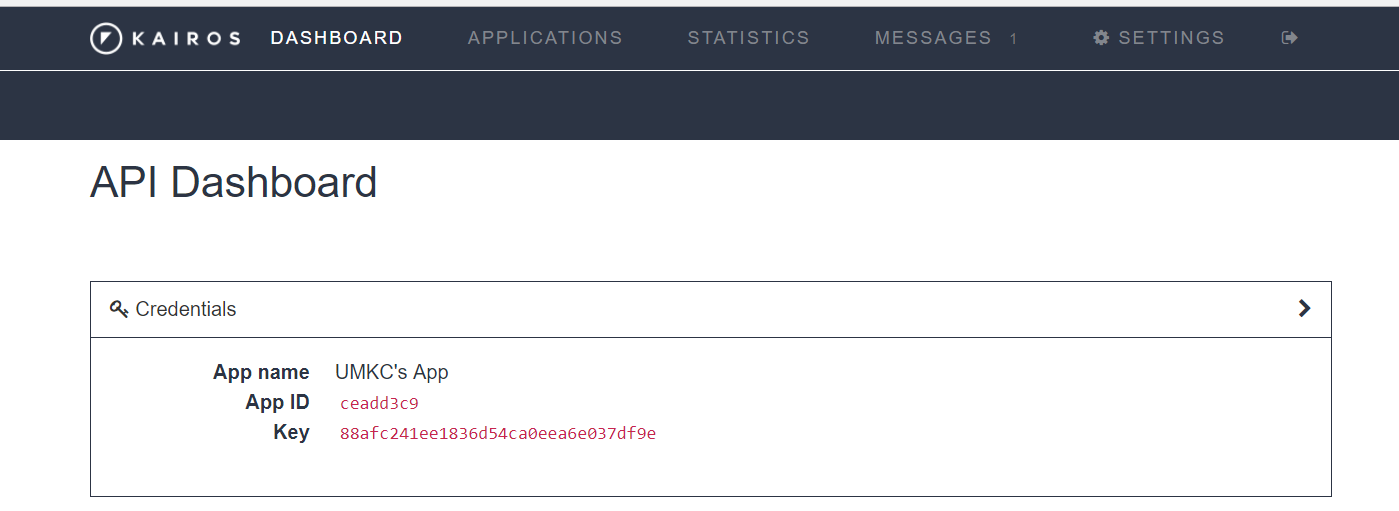 KAIROS DASHBOARD APPLICATIONS STATISTICS MESSAGES 1 SETTINGS
API Dashboard
Credentials
App name UMKC's App
App ID ceadd3c9
Key 88afc241ee1836d54ca0eea6e037df9e